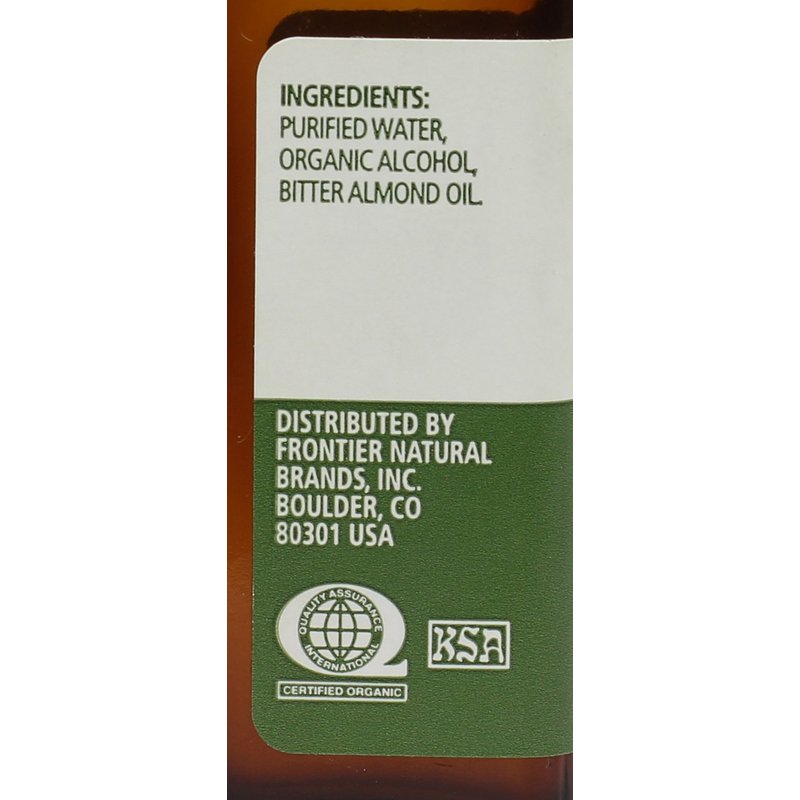 INGREDIENTS:
PURIFIED WATER,
ORGANIC ALCOHOL,
BITTER ALMOND OIL.
DISTRIBUTED BY
FRONTIER NATURAL
BRANDS, INC.
BOULDER, CO
80301 USA
QUALITY ASSURANCE
INTERNATIONAL
CERTIFIED ORGANIC
KSA